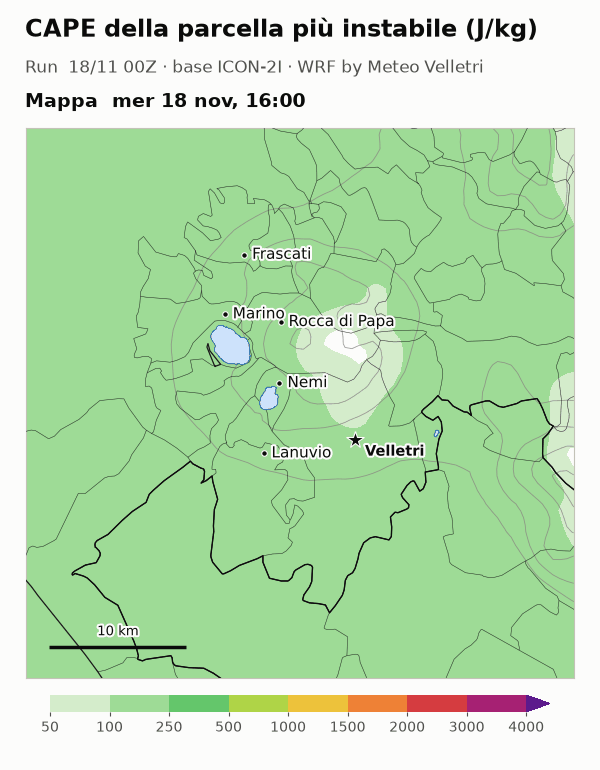 CAPE della parcella più instabile (J/kg)
Run  18/11 00Z · base ICON-2I · WRF by Meteo Velletri
Mappa  mer 18 nov, 16:00
Frascati
Marino
Rocca di Papa
Nemi
Velletri
Lanuvio
10 km
50 100 250 500 1000 1500 2000 3000 4000